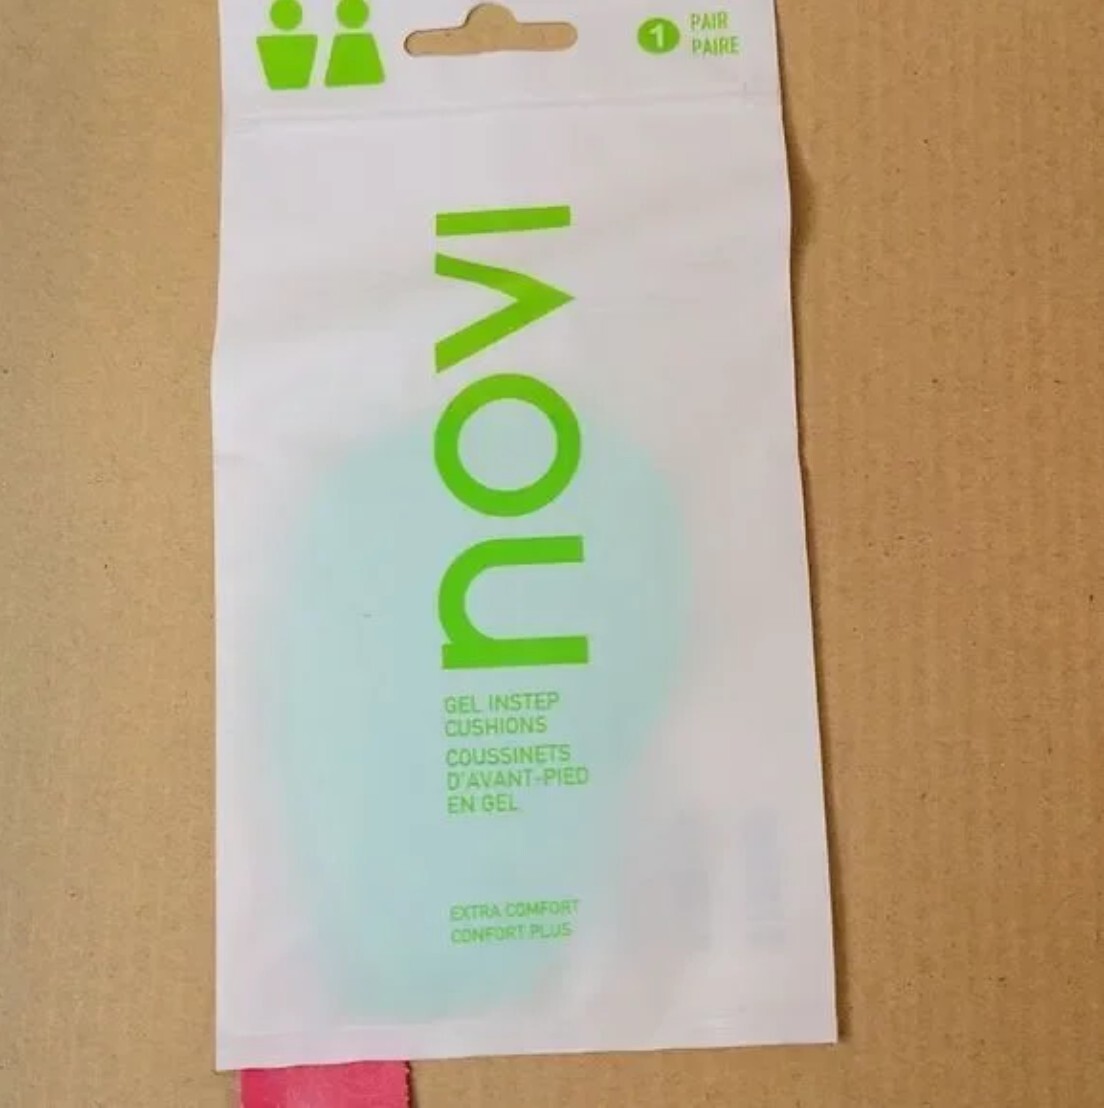 1
PAIR
PAIRE
novi
GEL INSTEP
CUSHIONS
COUSSINETS
D'AVANT-PIED
EN GEL
EXTRA COMFORT
CONFORT PLUS